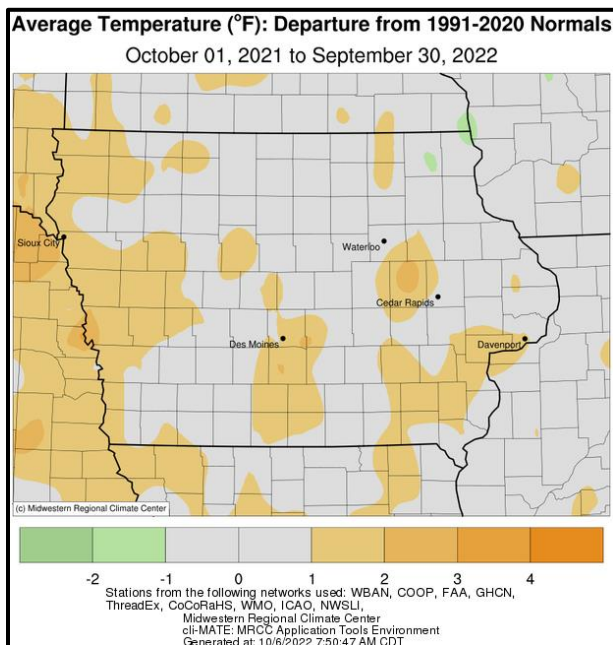 Average Temperature (°F): Departure from 1991-2020 Normals
October 01, 2021 to September 30, 2022
Sioux City
Waterloo
Cedar Rapids
Des Moines
Davenport
(c) Midwestern Regional Climate Center
-2 -1 0 1 2 3 4
Stations from the following networks used: WBAN, COOP, FAA, GHCN,
ThreadEx, CoCoRaHS, WMO, ICAO, NWSLI,
Midwestern Regional Climate Center
cli-MATE: MRCC Application Tools Environment
Generated at: 10/6/2022 7:50:47 AM CDT